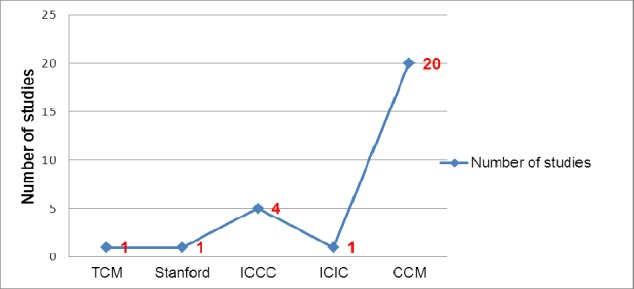 Number of studies
25
20
15
10
5
0
1
1
4
1
20
TCM
Stanford
ICCC
ICIC
CCM
Number of studies